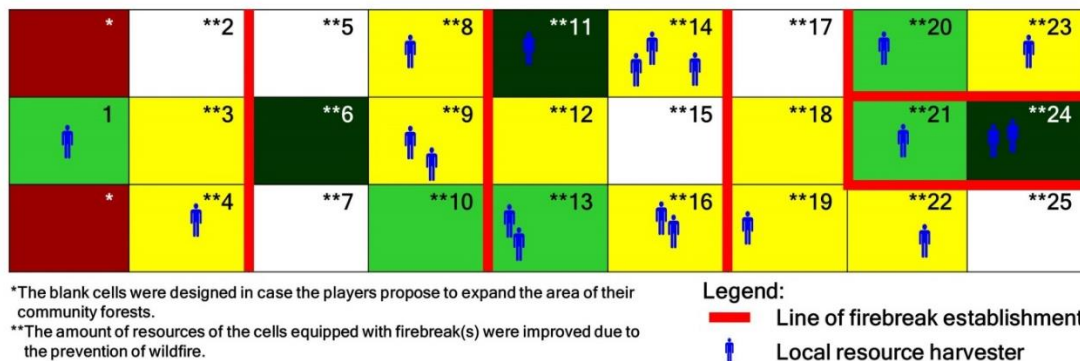 * **2 **5 **8 **11 **14 **17 **20 **23
1 **3 **6 **9 **12 **15 **18 **21 **24
* **4 **7 **10 **13 **16 **19 **22 **25
*The blank cells were designed in case the players propose to expand the area of their
community forests.
**The amount of resources of the cells equipped with firebreak(s) were improved due to
the prevention of wildfire.
Legend:
Line of firebreak establishment
Local resource harvester